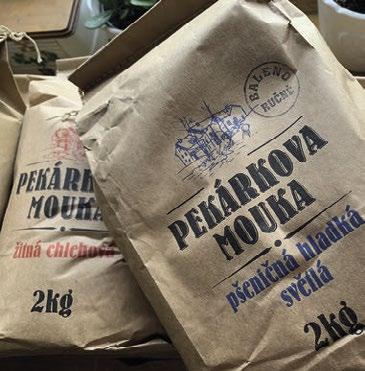 PEKÁRKOVA
MOUKA
žitná chlebová
2kg
BALENO
RUČNĚ
PEKÁRKOVA
MOUKA
pšeničná hladká
světlá
2kg